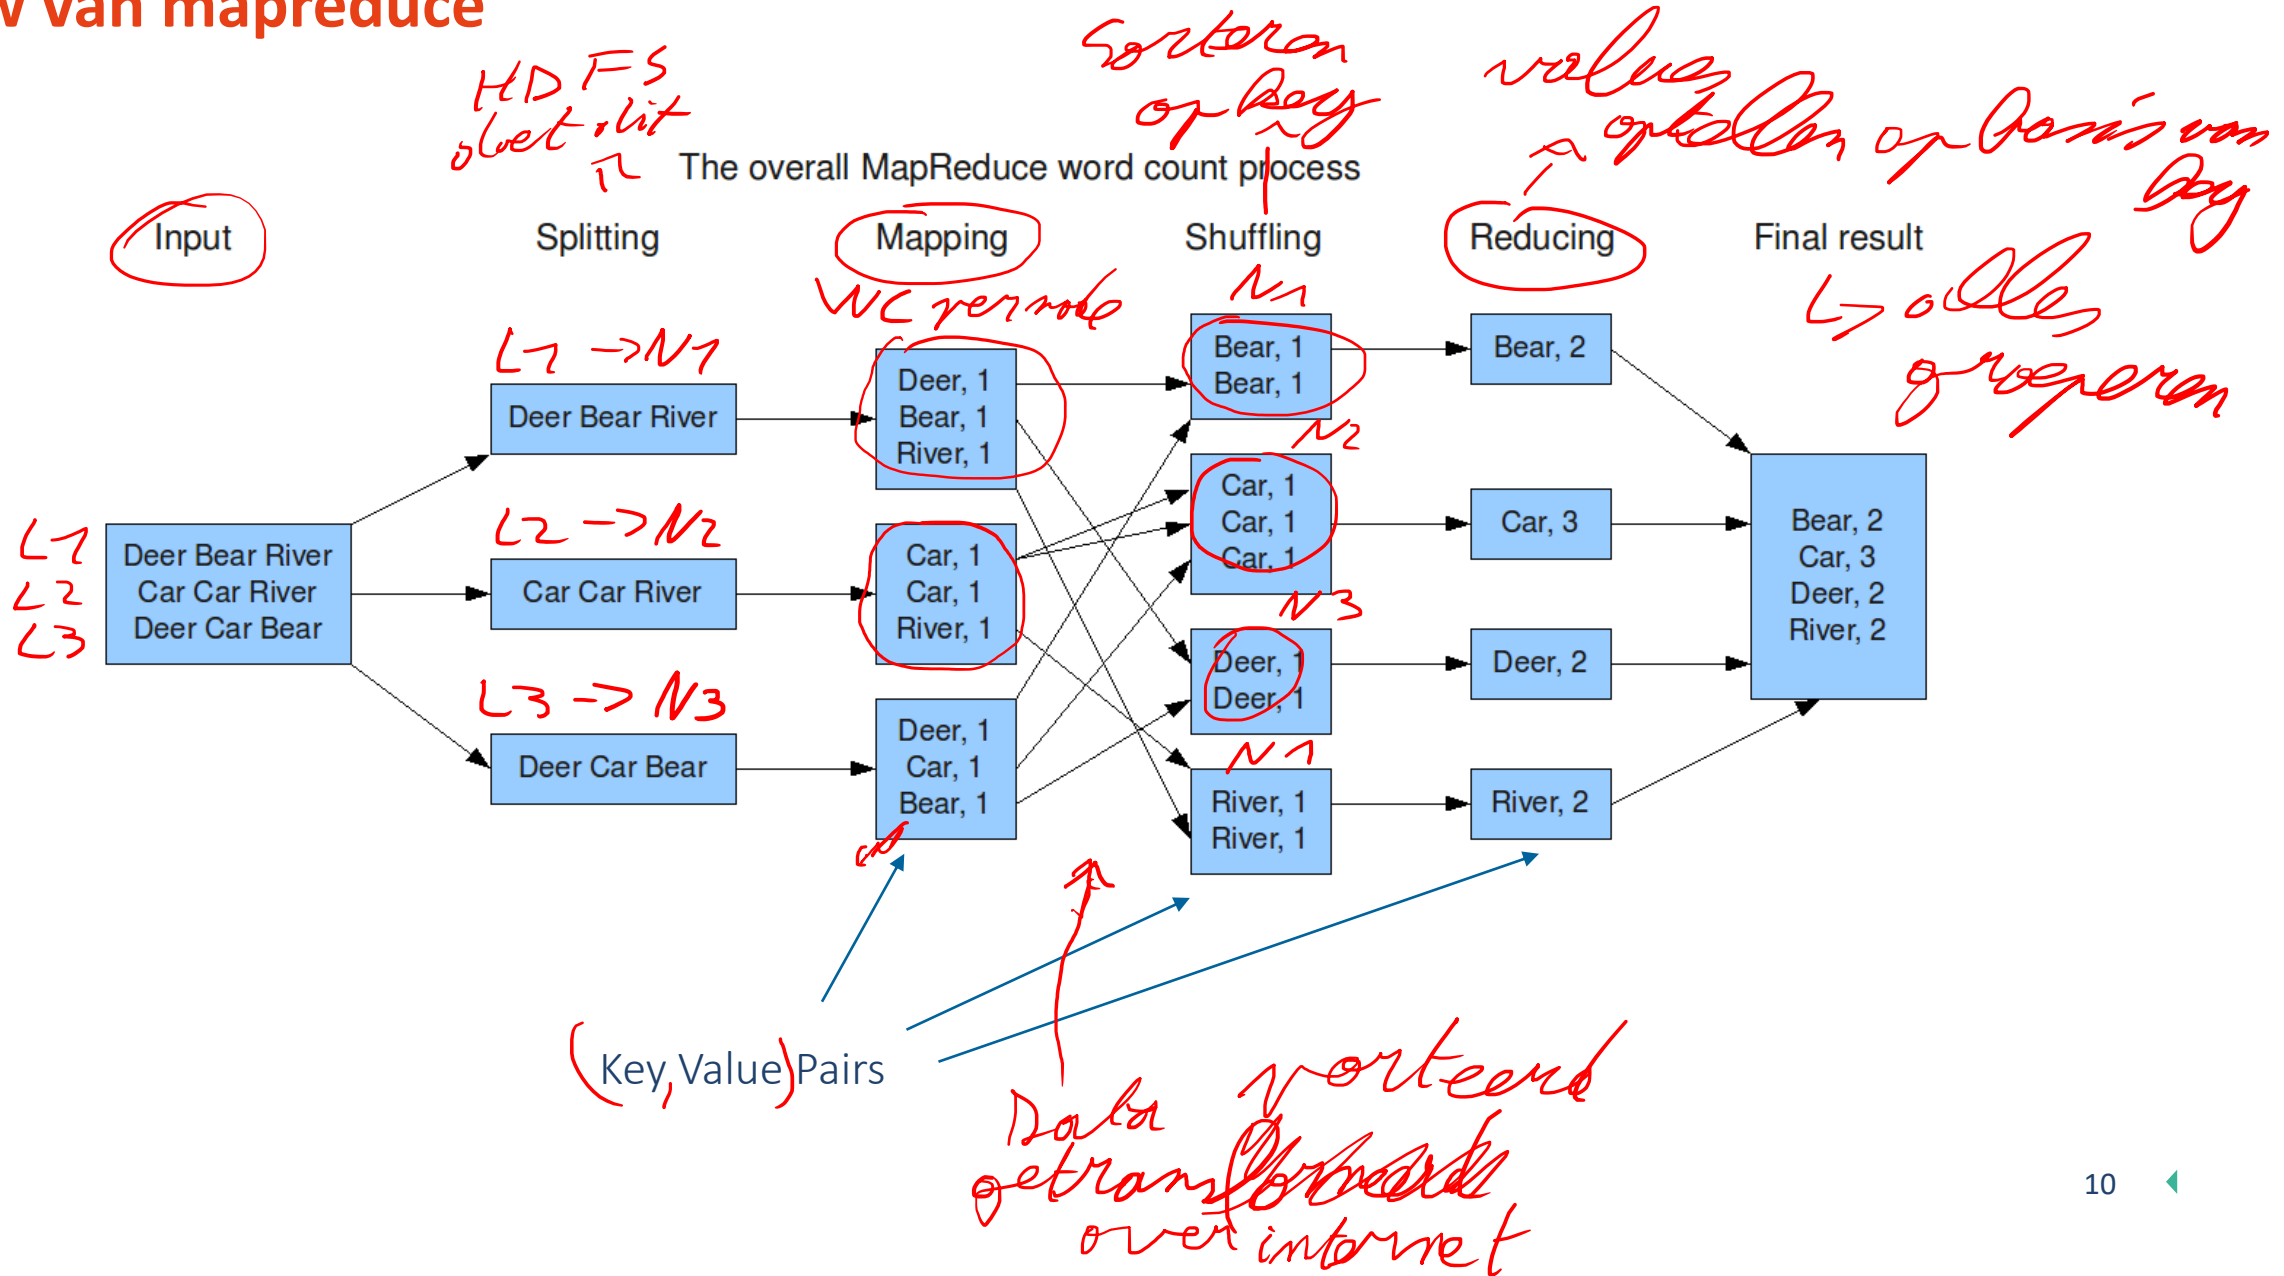 van mapreduce
HDFS
doet dit
Sorteren
op key
values
optellen op basis van
key
The overall MapReduce word count process
Input
Splitting
Mapping
Shuffling
Reducing
Final result
WC per node
↳ alles
groeperen
L1 -> N1
Deer Bear River
L2 -> N2
Car Car River
L3 -> N3
Deer Car Bear
L1
L2
L3
Deer Bear River
Car Car River
Deer Car Bear
Deer, 1
Bear, 1
River, 1
Car, 1
Car, 1
River, 1
Deer, 1
Car, 1
Bear, 1
N1
Bear, 1
Bear, 1
N2
Car, 1
Car, 1
Car, 1
N3
Deer, 1
Deer, 1
N1
River, 1
River, 1
Bear, 2
Car, 3
Deer, 2
River, 2
Bear, 2
Car, 3
Deer, 2
River, 2
(Key, Value) Pairs
Data
getrans
porteerd
over internet
10